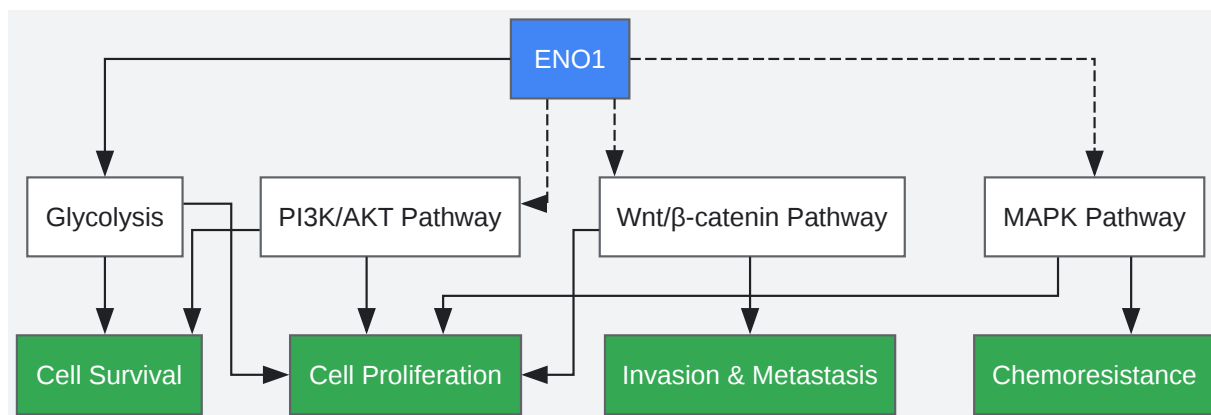 ENO1
Glycolysis
PI3K/AKT Pathway
Wnt/β-catenin Pathway
MAPK Pathway
Cell Survival
Cell Proliferation
Invasion & Metastasis
Chemoresistance